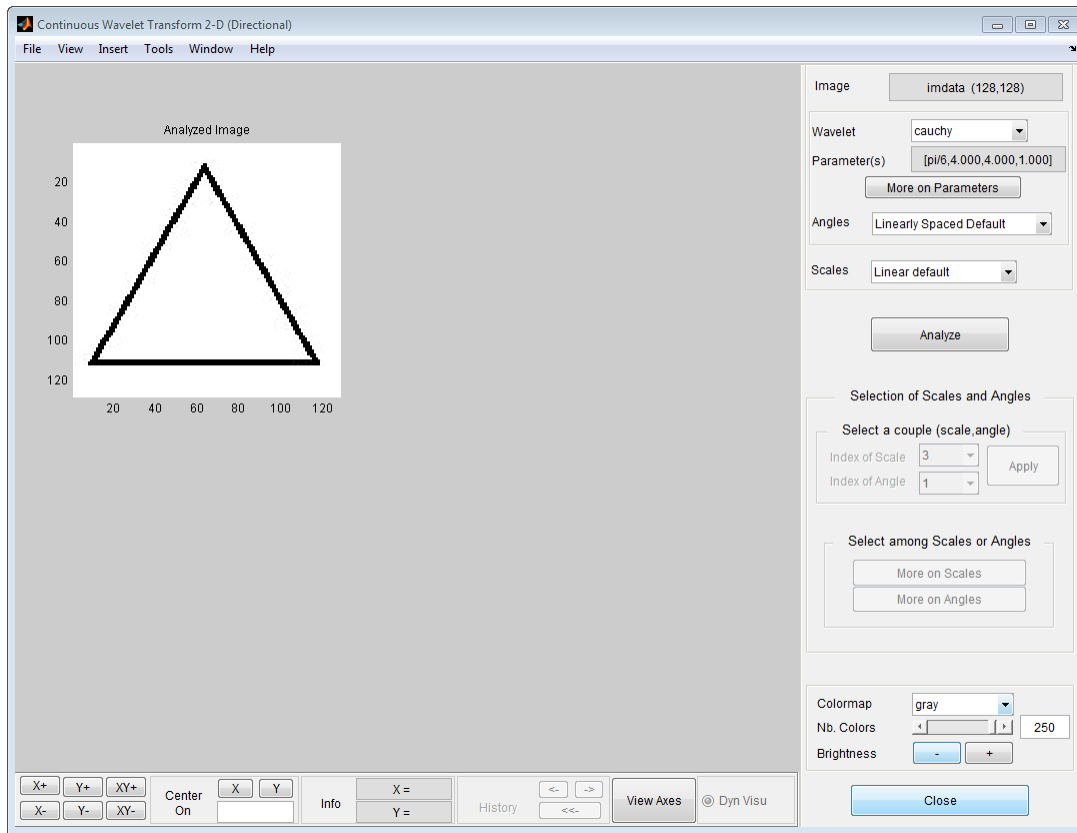 Continuous Wavelet Transform 2-D (Directional)
File View Insert Tools Window Help
Analyzed Image
20
40
60
80
100
120
20 40 60 80 100 120
Image imdata (128,128)
Wavelet cauchy
Parameter(s) [pi/6,4.000,4.000,1.000]
More on Parameters
Angles Linearly Spaced Default
Scales Linear default
Analyze
Selection of Scales and Angles
Select a couple (scale,angle)
Index of Scale 3
Index of Angle 1
Apply
Select among Scales or Angles
More on Scales
More on Angles
Colormap gray
Nb. Colors 250
Brightness - +
X+ Y+ XY+
X- Y- XY-
Center
On
X Y
Info
X =
Y =
History
<- ->
<<-
View Axes
Dyn Visu
Close